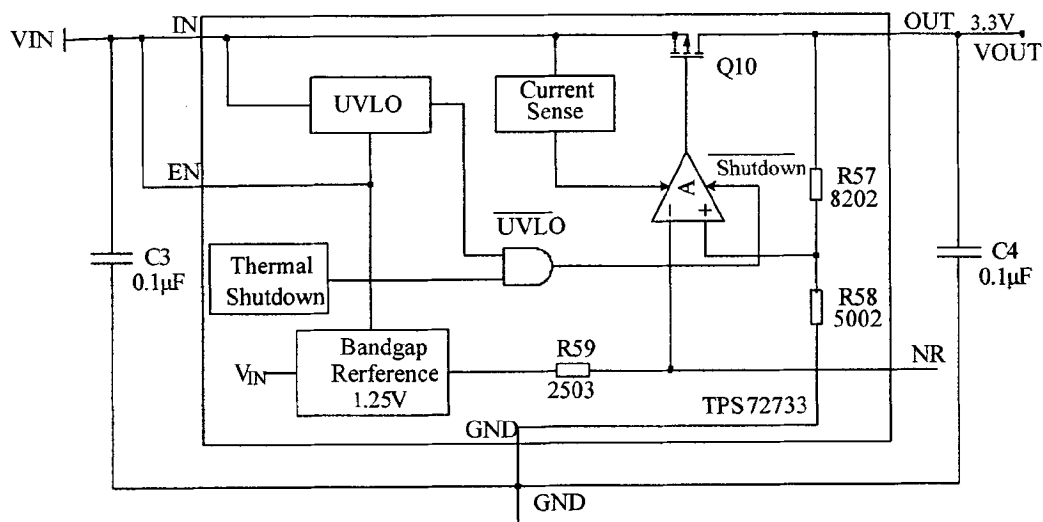 VIN
IN
OUT
3.3V
VOUT
Q10
UVLO
Current
Sense
EN
Shutdown
A
R57
8202
UVLO
C3
0.1μF
Thermal
Shutdown
− +
C4
0.1μF
R58
5002
Bandgap
Rerference
1.25V
VIN
R59
2503
NR
TPS72733
GND
GND